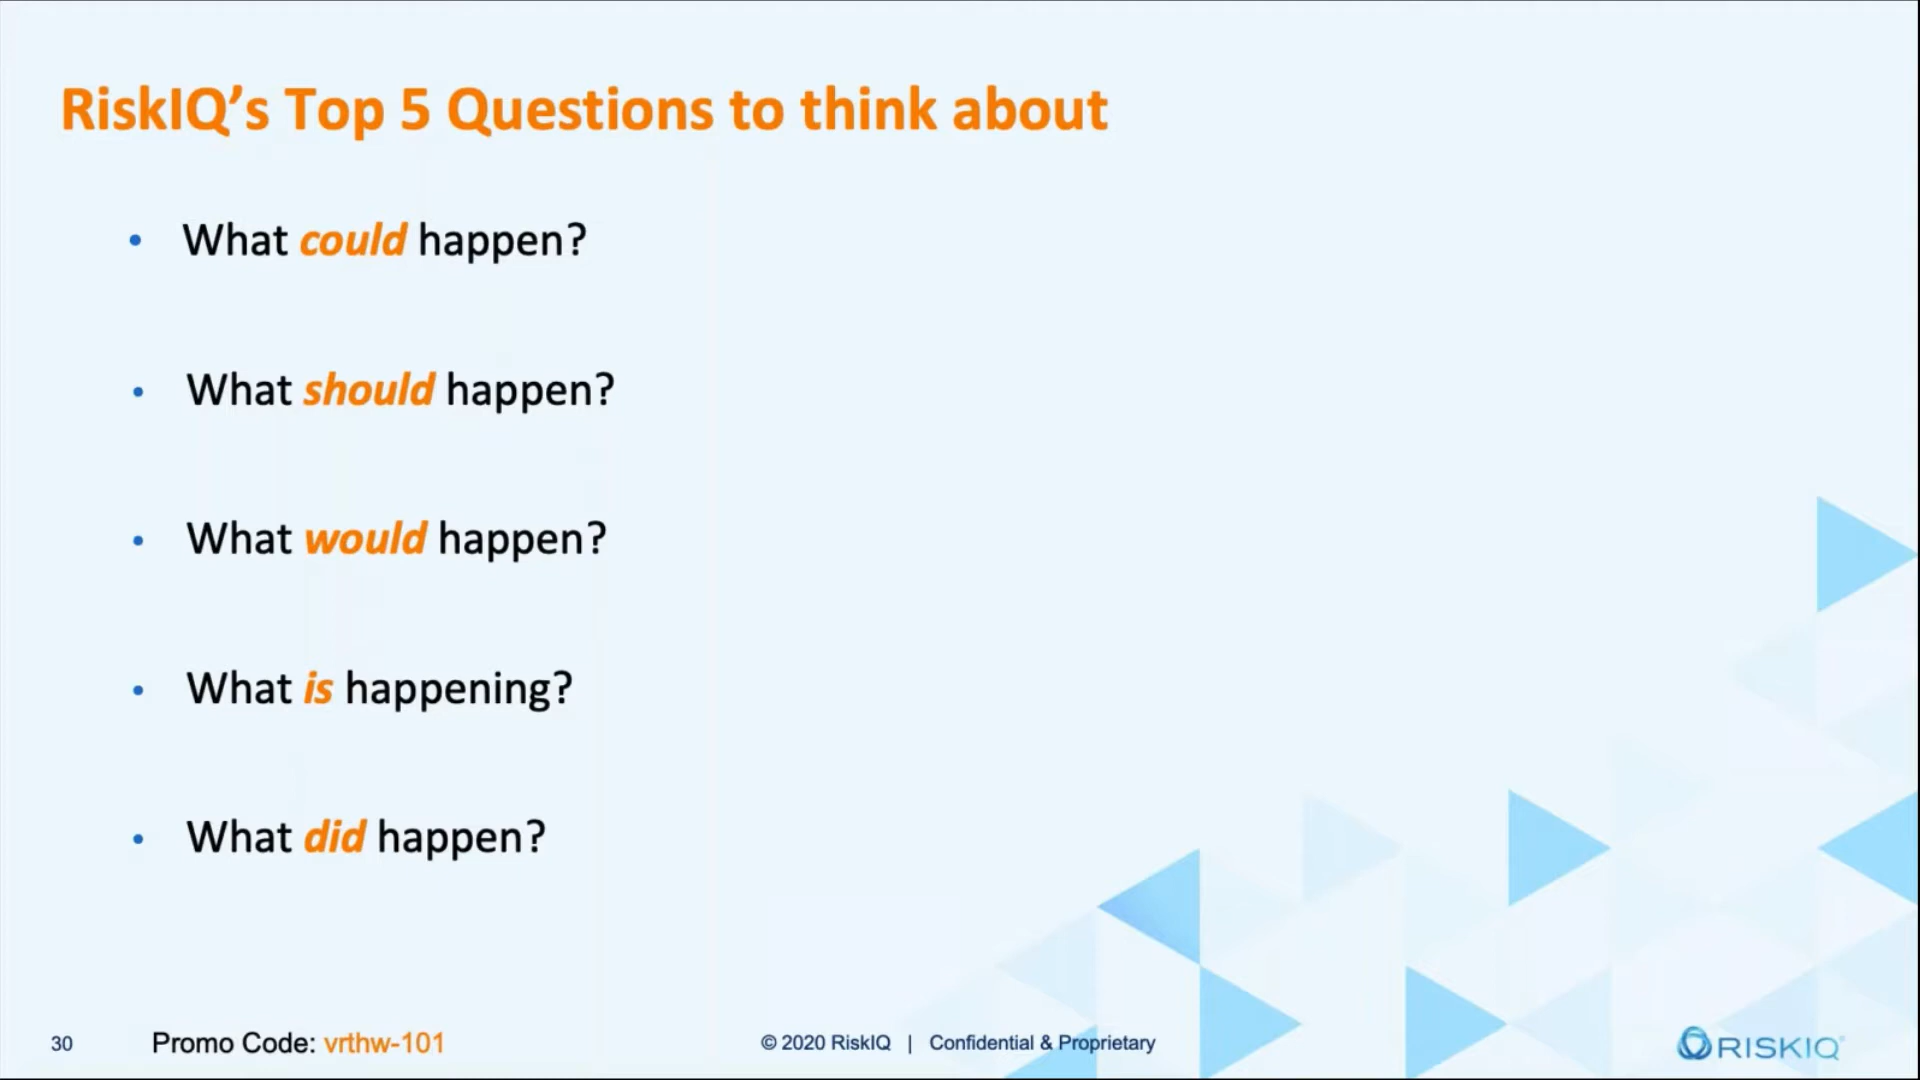 RiskIQ’s Top 5 Questions to think about
• What could happen?
• What should happen?
• What would happen?
• What is happening?
• What did happen?
30 Promo Code: vrthw-101 © 2020 RiskIQ | Confidential & Proprietary RISKIQ